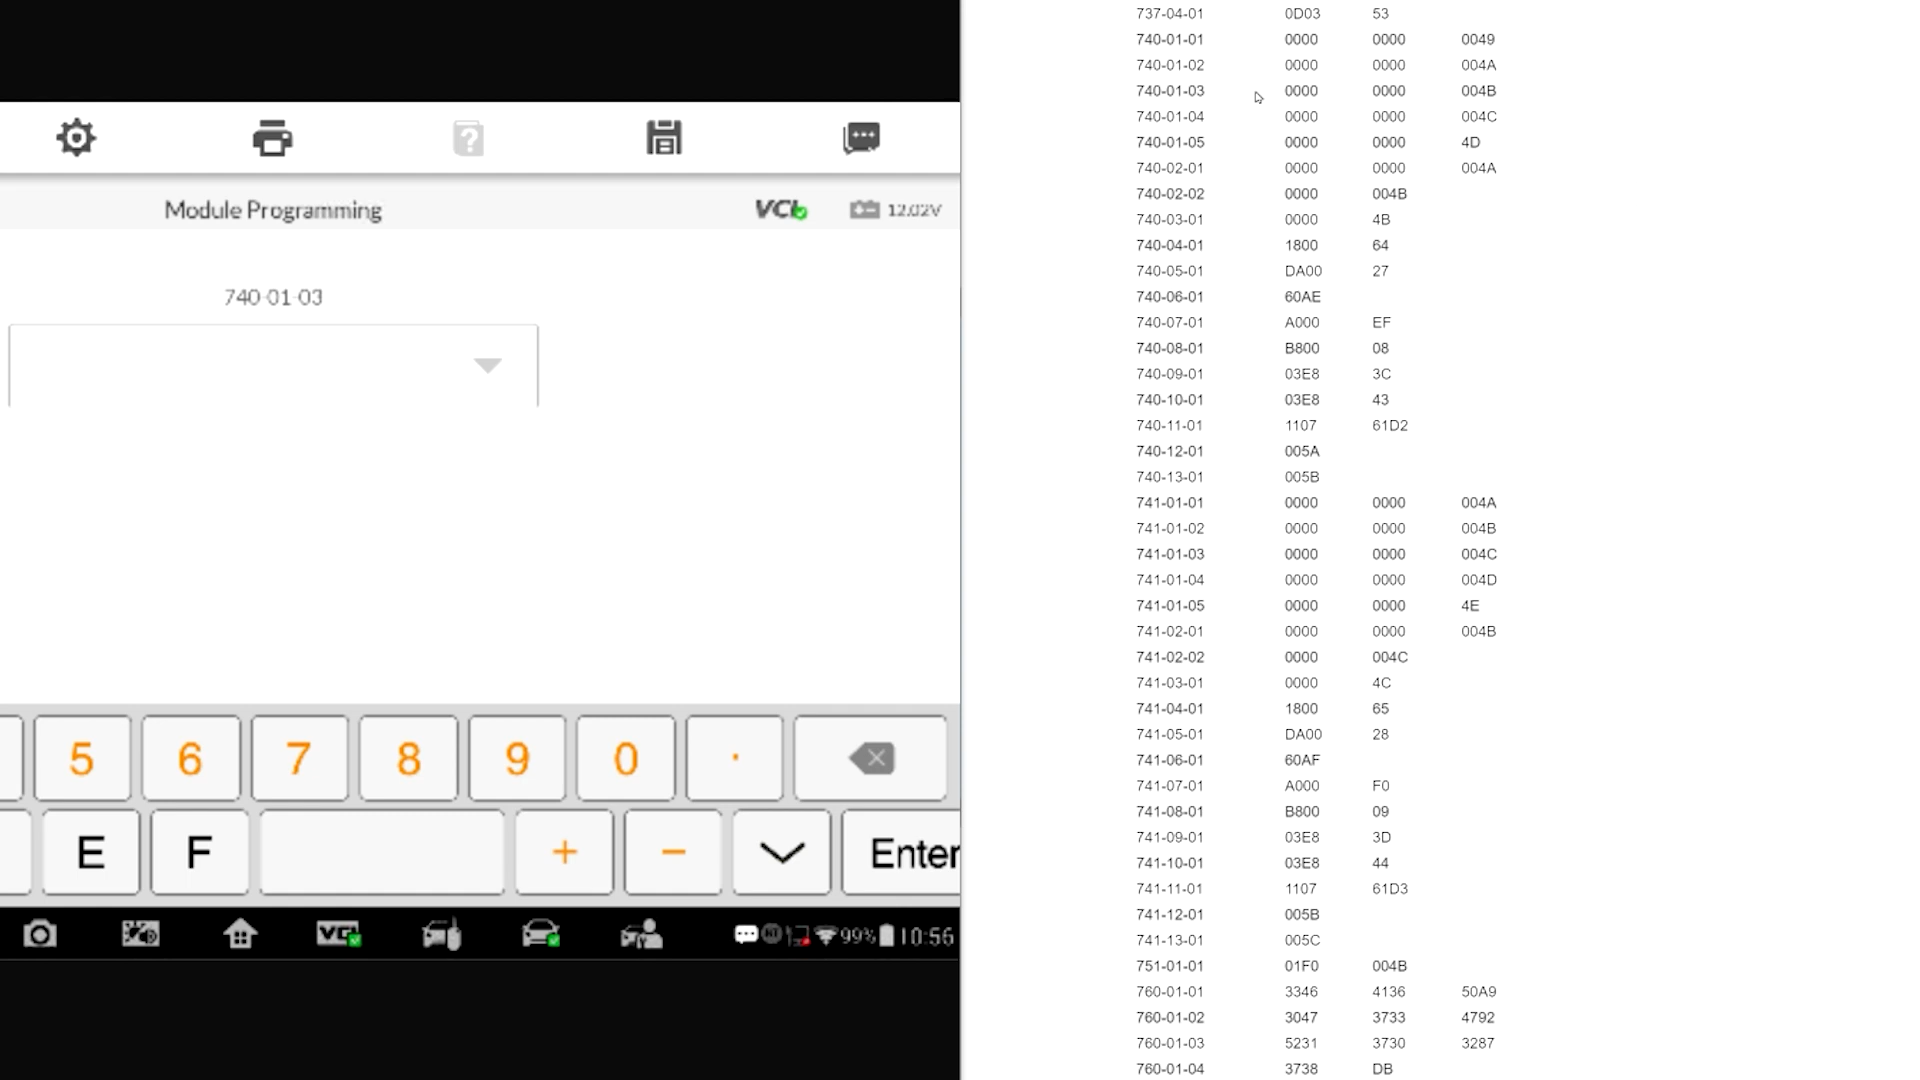 Module Programming
VCI
12.02V
740-01-03
5 6 7 8 9 0 .
E F + - Enter
VCI 99% 10:56
737-04-01 0D03 53
740-01-01 0000 0000 0049
740-01-02 0000 0000 004A
740-01-03 0000 0000 004B
740-01-04 0000 0000 004C
740-01-05 0000 0000 4D
740-02-01 0000 0000 004A
740-02-02 0000 004B
740-03-01 0000 4B
740-04-01 1800 64
740-05-01 DA00 27
740-06-01 60AE
740-07-01 A000 EF
740-08-01 B800 08
740-09-01 03E8 3C
740-10-01 03E8 43
740-11-01 1107 61D2
740-12-01 005A
740-13-01 005B
741-01-01 0000 0000 004A
741-01-02 0000 0000 004B
741-01-03 0000 0000 004C
741-01-04 0000 0000 004D
741-01-05 0000 0000 4E
741-02-01 0000 0000 004B
741-02-02 0000 004C
741-03-01 0000 4C
741-04-01 1800 65
741-05-01 DA00 28
741-06-01 60AF
741-07-01 A000 F0
741-08-01 B800 09
741-09-01 03E8 3D
741-10-01 03E8 44
741-11-01 1107 61D3
741-12-01 005B
741-13-01 005C
751-01-01 01F0 004B
760-01-01 3346 4136 50A9
760-01-02 3047 3733 4792
760-01-03 5231 3730 3287
760-01-04 3738 DB